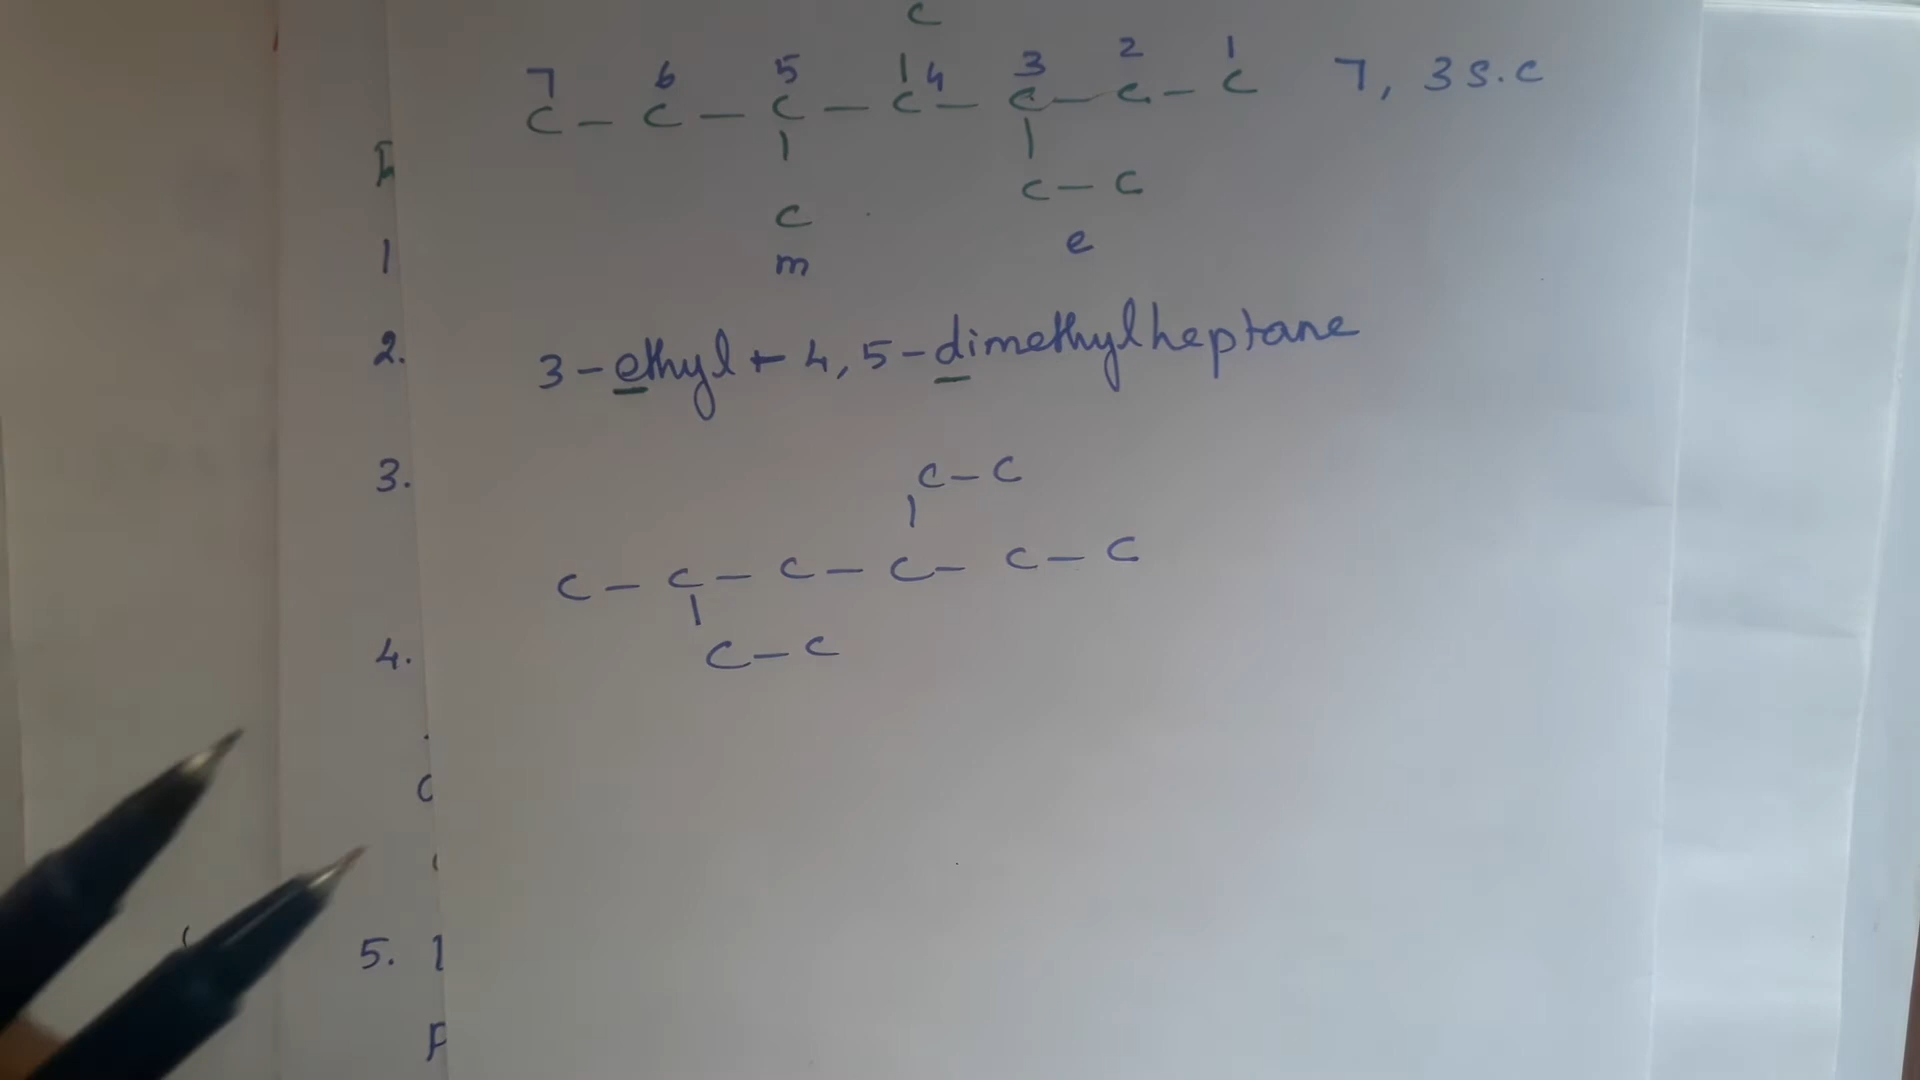 C
7 6 5 | 4 3 2 1
C - C - C - C - C - C - C 7, 3 s.c
| |
C - C
C
m e
1
2. 3 - ethyl - 4, 5 - dimethylheptane
3. C - C
|
C - C - C - C - C - C
|
4. C - C
C
5. 1
P